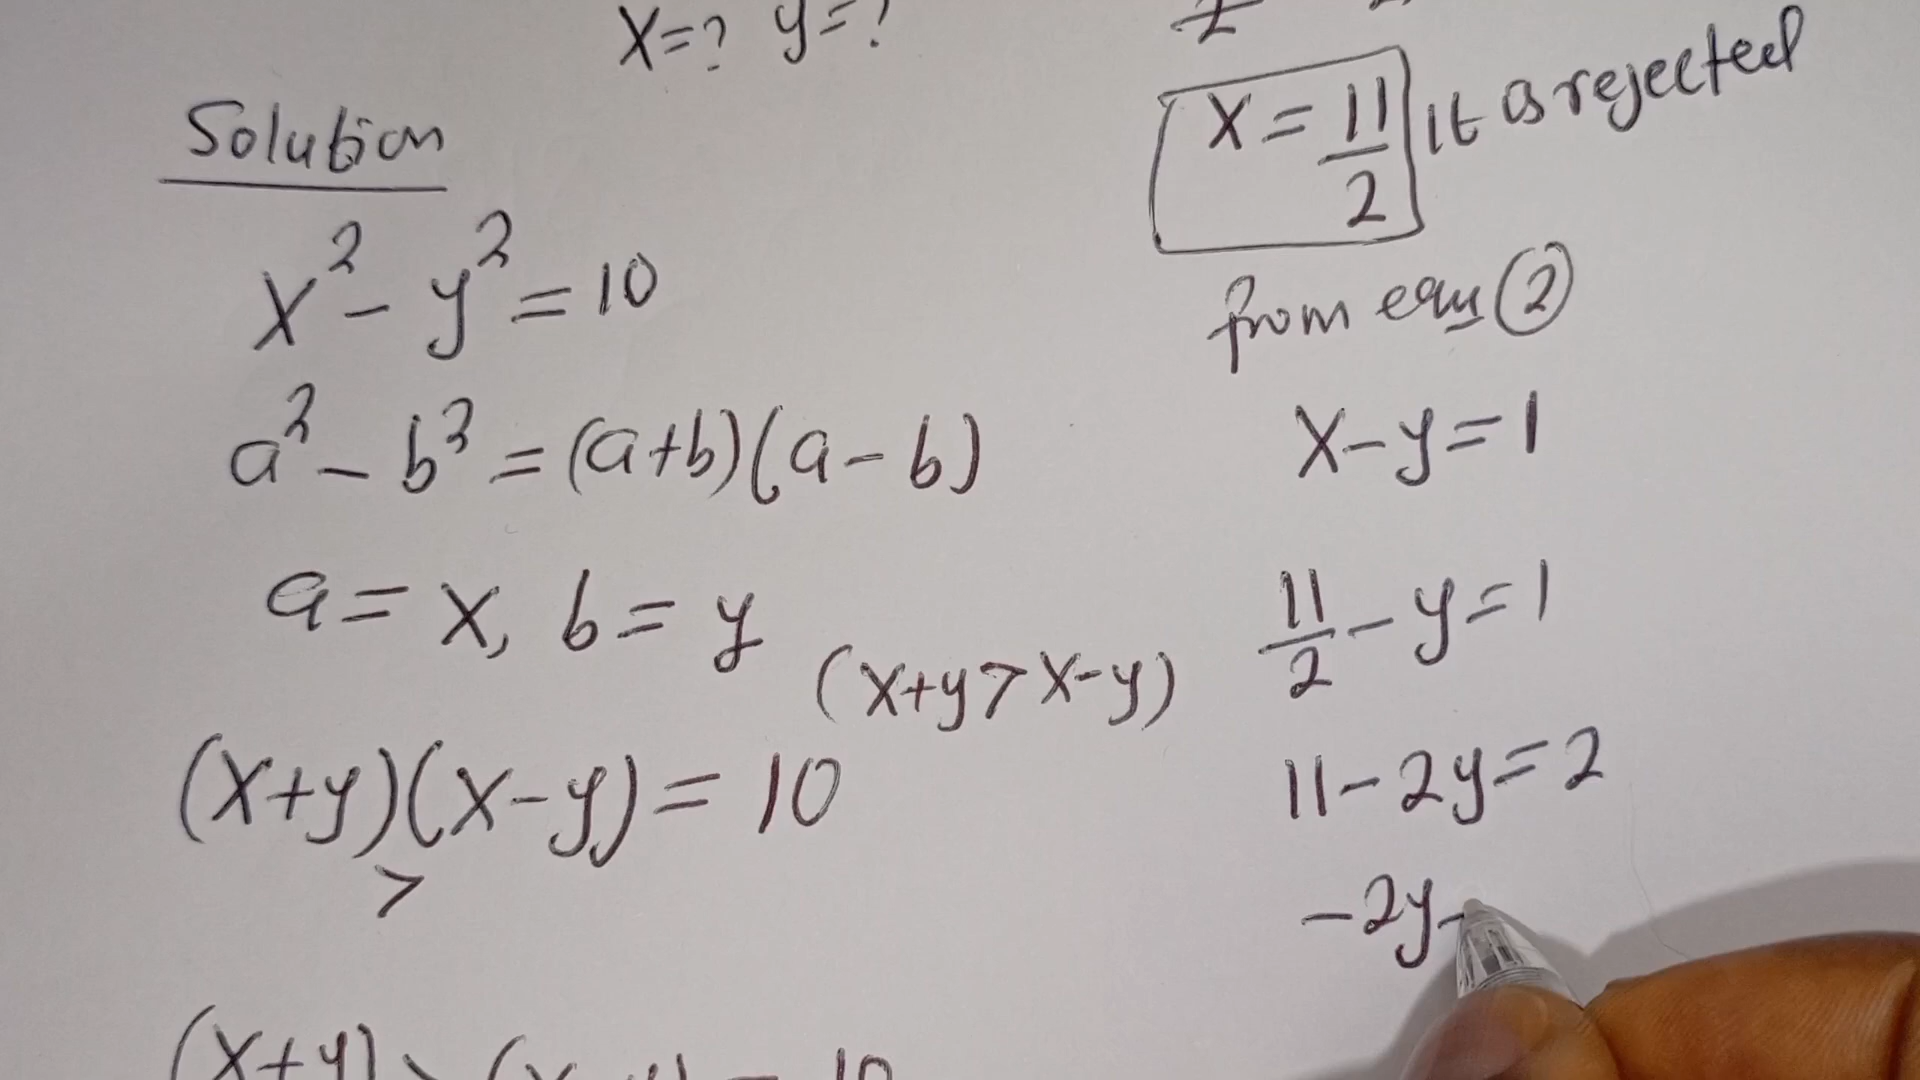 x=? y=?
Solution
x² - y² = 10
a² - b² = (a+b)(a-b)
a = x, b = y
(x+y > x-y)
(x+y)(x-y) = 10
>
x = 11/2 it is rejected
from eqn ②
x-y=1
11/2 - y = 1
11-2y=2
-2y